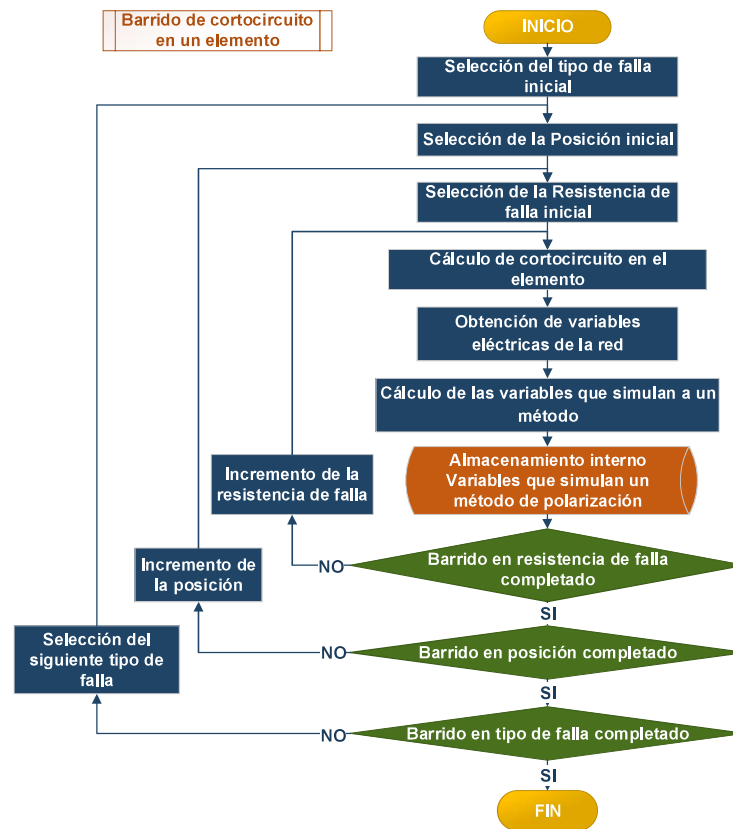 Barrido de cortocircuito
en un elemento
INICIO
Selección del tipo de falla
inicial
Selección de la Posición inicial
Selección de la Resistencia de
falla inicial
Cálculo de cortocircuito en el
elemento
Obtención de variables
eléctricas de la red
Cálculo de las variables que simulan a un
método
Almacenamiento interno
Variables que simulan un
método de polarización
Incremento de la
resistencia de falla
Barrido en resistencia de falla
completado
NO
SI
Incremento de
la posición
Barrido en posición completado
NO
SI
Selección del
siguiente tipo de
falla
Barrido en tipo de falla completado
NO
SI
FIN